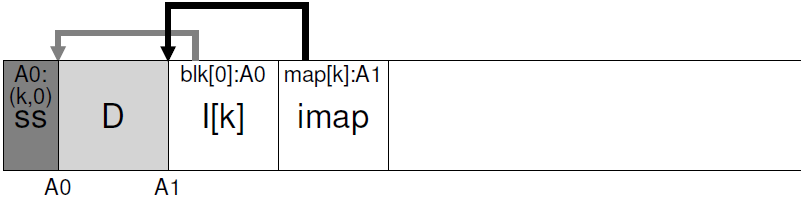 A0:
(k,0)
ss
D
blk[0]:A0
I[k]
map[k]:A1
imap
A0
A1